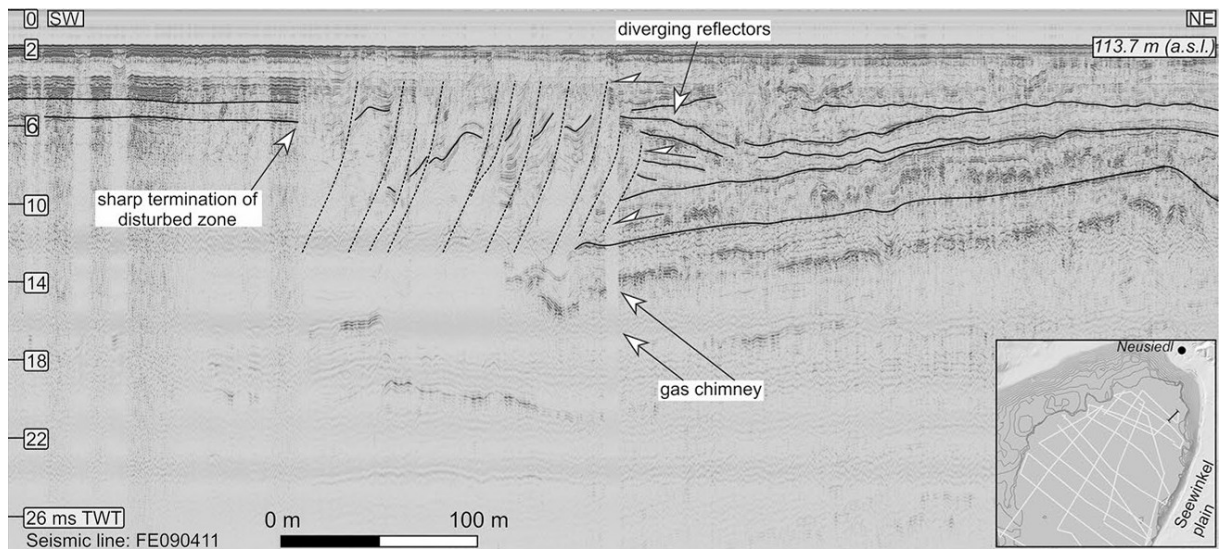 0
SW
NE
diverging reflectors
2
113.7 m (a.s.l.)
6
sharp termination of
disturbed zone
10
14
Neusiedl
18
gas chimney
22
Seewinkel
plain
26 ms TWT
0 m
100 m
Seismic line: FE090411